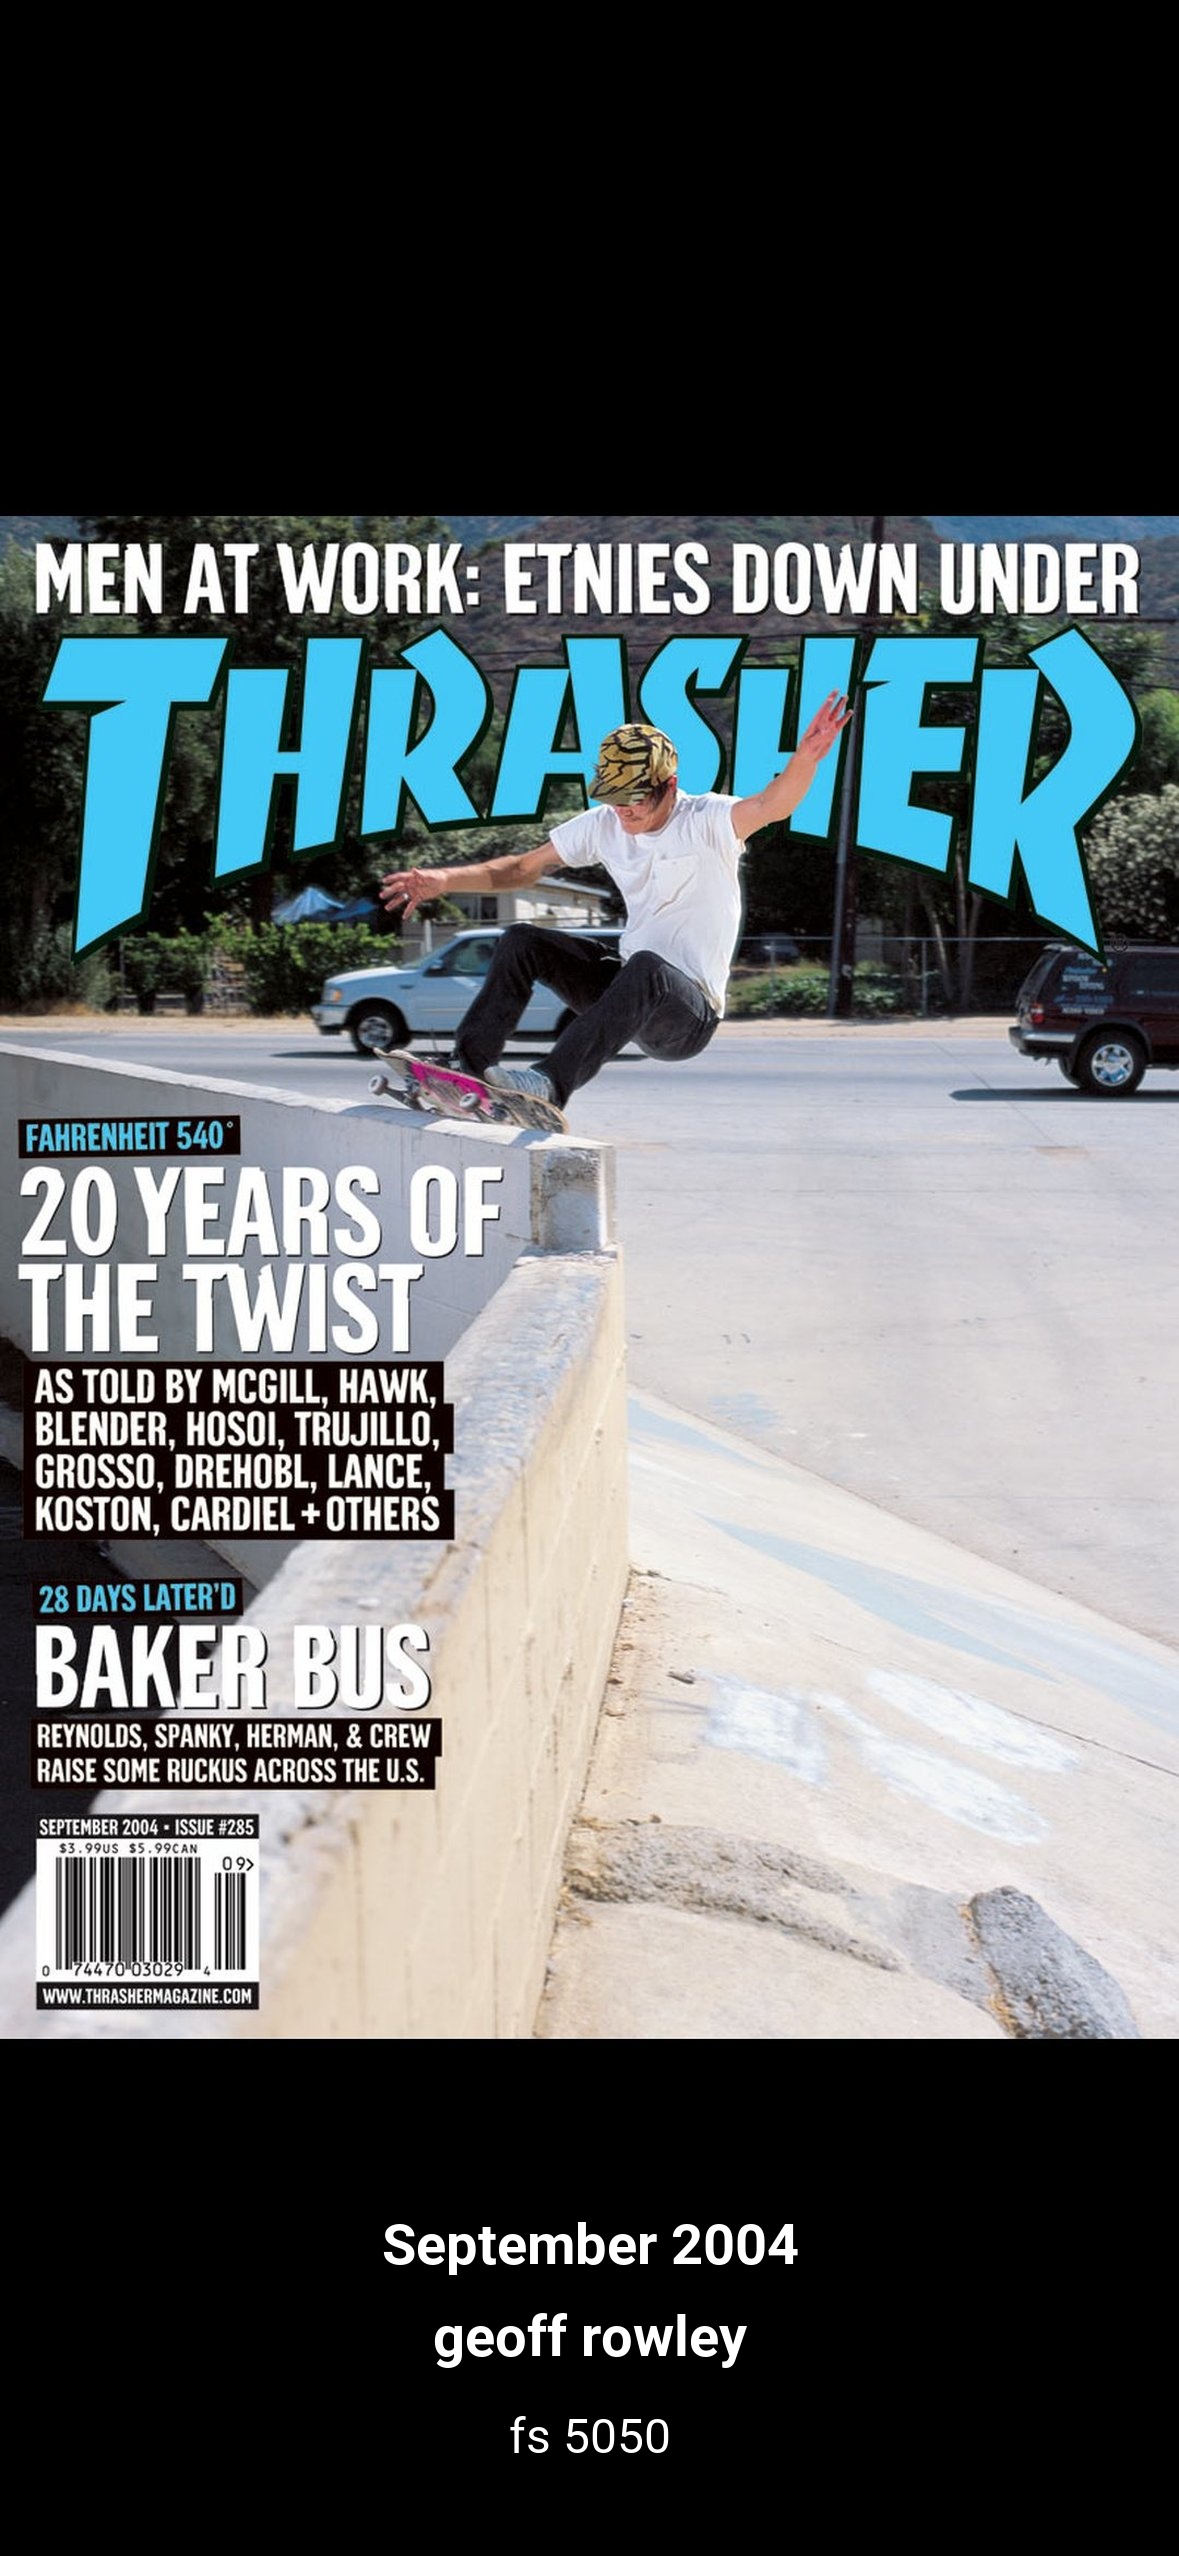 MEN AT WORK: ETNIES DOWN UNDER
THRASHER
FAHRENHEIT 540°
20 YEARS OF
THE TWIST
AS TOLD BY MCGILL, HAWK,
BLENDER, HOSOI, TRUJILLO,
GROSSO, DREHOBL, LANCE,
KOSTON, CARDIEL + OTHERS
28 DAYS LATER'D
BAKER BUS
REYNOLDS, SPANKY, HERMAN, & CREW
RAISE SOME RUCKUS ACROSS THE U.S.
SEPTEMBER 2004 • ISSUE #285
$3.99US $5.99CAN
09>
0 74470 03029 4
WWW.THRASHERMAGAZINE.COM
September 2004
geoff rowley
fs 5050